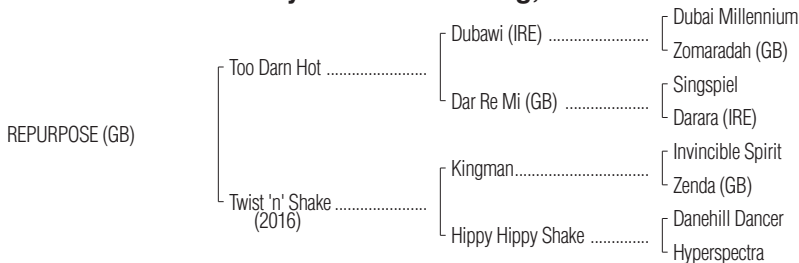 Dubai Millennium
Dubawi (IRE) ......................
Zomaradah (GB)
Too Darn Hot ......................
Singspiel
Dar Re Mi (GB) ..................
Darara (IRE)
REPURPOSE (GB)
Invincible Spirit
Kingman.............................
Zenda (GB)
Twist 'n' Shake ....................
(2016)
Danehill Dancer
Hippy Hippy Shake .............
Hyperspectra